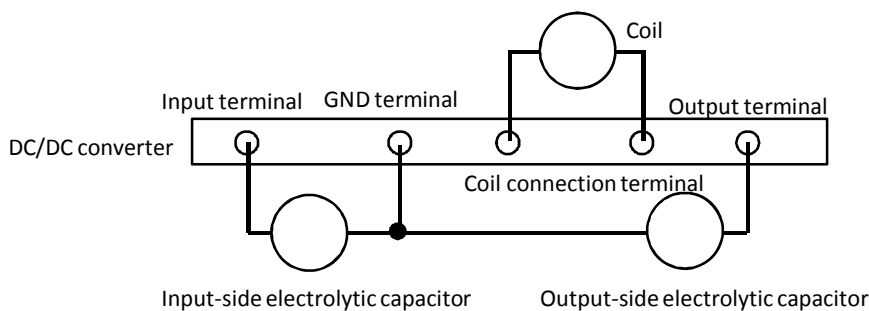 Coil
Input terminal
GND terminal
Output terminal
DC/DC converter
Coil connection terminal
Input-side electrolytic capacitor
Output-side electrolytic capacitor